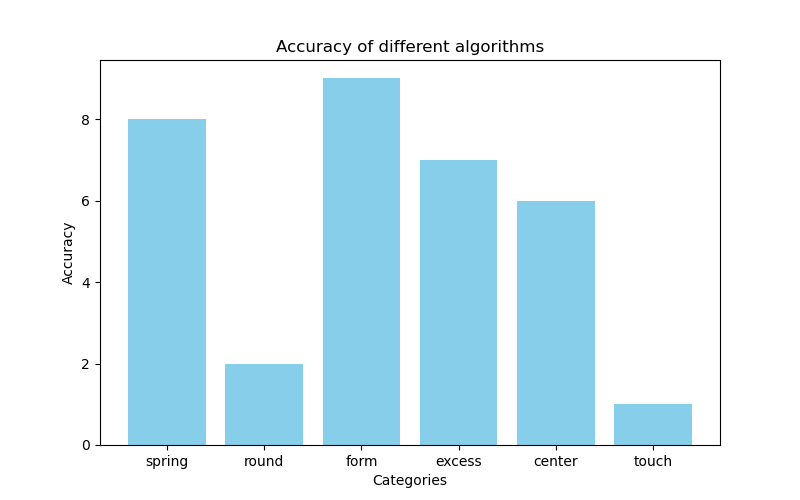 Accuracy of different algorithms
Accuracy
8
6
4
2
0
spring round form excess center touch
Categories